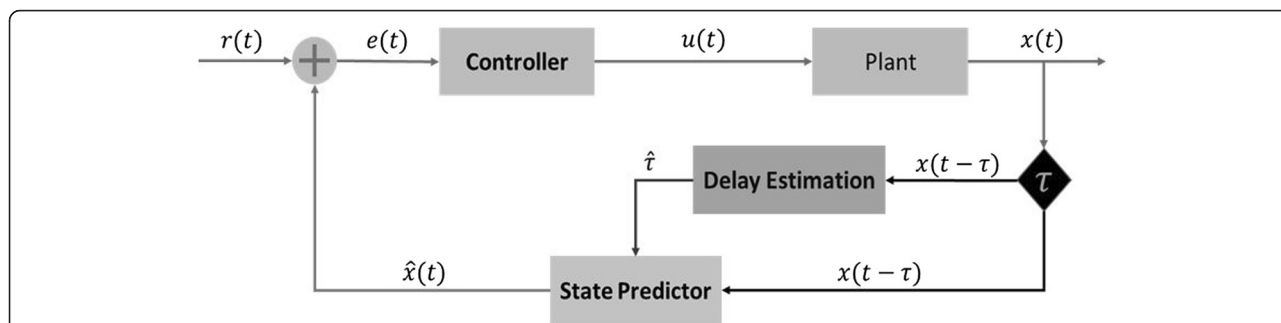 r(t)
e(t)
Controller
u(t)
Plant
x(t)
+
τ̂
Delay Estimation
x(t − τ)
τ
x̂(t)
State Predictor
x(t − τ)